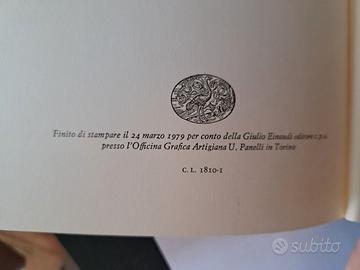 Finito di stampare il 24 marzo 1979 per conto della Giulio Einaudi editore s.p.a.
presso l'Officina Grafica Artigiana U. Panelli in Torino
C. L. 1810-1
subito